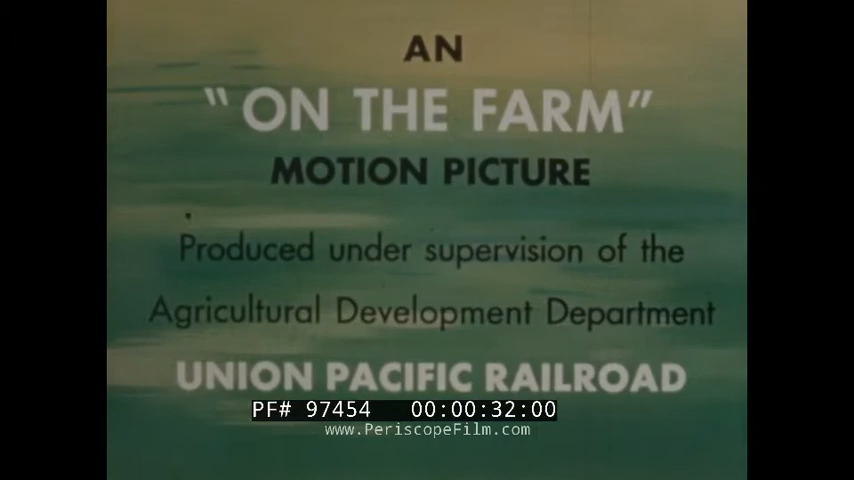 AN
"ON THE FARM"
MOTION PICTURE
Produced under supervision of the
Agricultural Development Department
UNION PACIFIC RAILROAD
PF# 97454 00:00:32:00
www.PeriscopeFilm.com